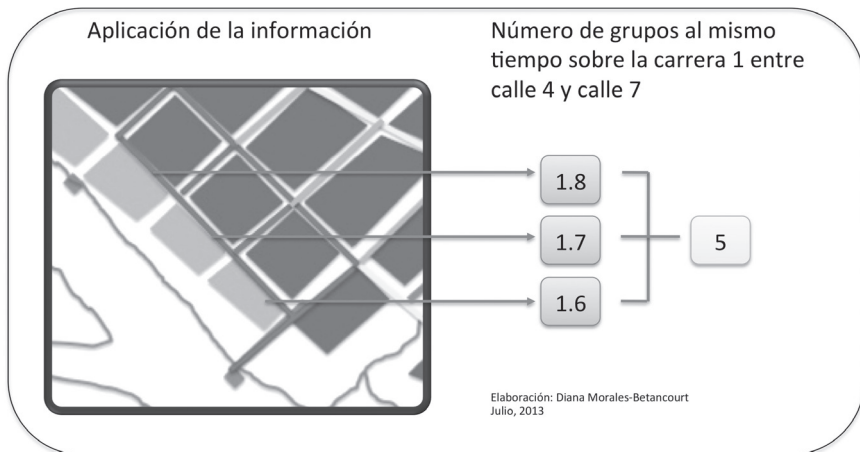 Aplicación de la información
Número de grupos al mismo
tiempo sobre la carrera 1 entre
calle 4 y calle 7
1.8
1.7
5
1.6
Elaboración: Diana Morales-Betancourt
Julio, 2013